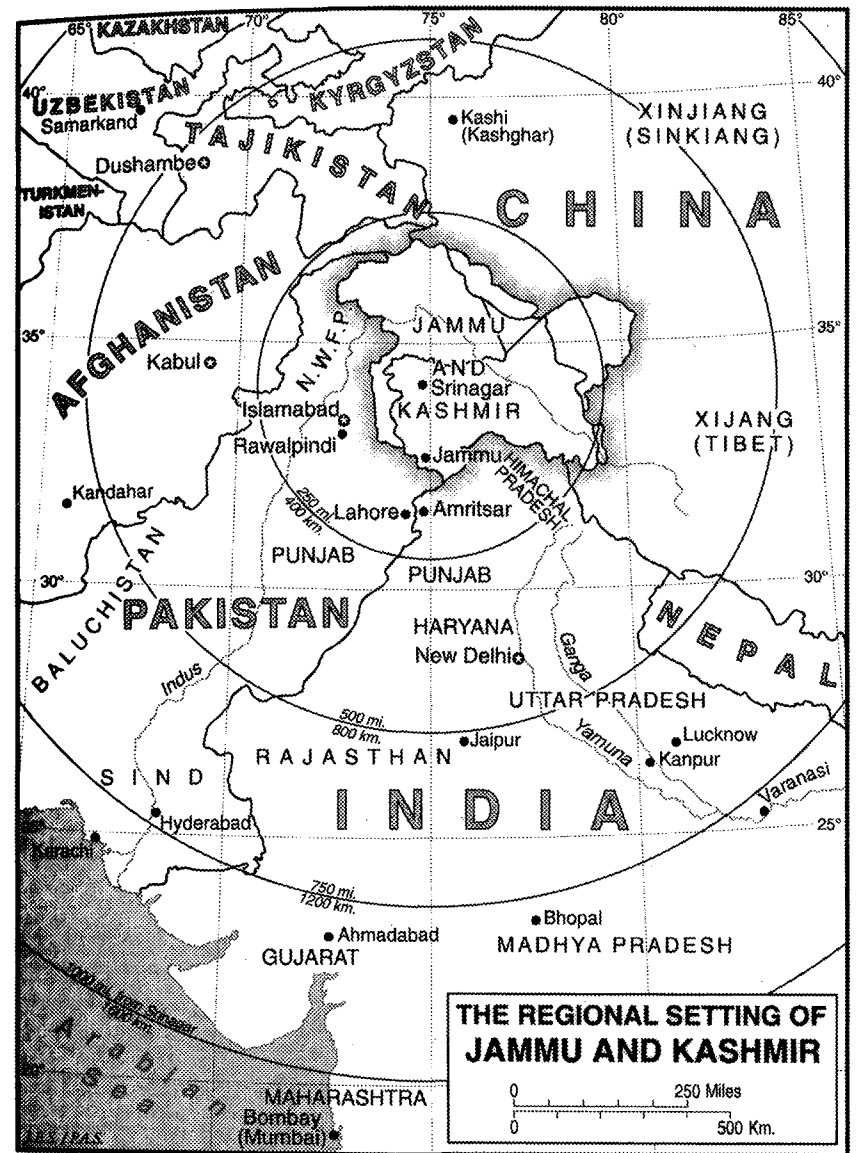 65°
70°
75°
80°
85°
KAZAKHSTAN
40°
40°
UZBEKISTAN
Samarkand
KYRGYZSTAN
Kashi
(Kashghar)
XINJIANG
(SINKIANG)
TAJIKISTAN
Dushambe
TURKMEN-
ISTAN
CHINA
AFGHANISTAN
35°
35°
JAMMU
N.W.F.P.
Kabul
AND
Srinagar
KASHMIR
Islamabad
Rawalpindi
XIJANG
(TIBET)
Jammu
HIMACHAL
PRADESH
Kandahar
250 mi.
400 km.
Lahore
Amritsar
PUNJAB
PUNJAB
30°
30°
BALUCHISTAN
PAKISTAN
NEPAL
HARYANA
New Delhi
Ganga
Indus
UTTAR PRADESH
500 mi.
800 km.
Yamuna
RAJASTHAN
Jaipur
Lucknow
Kanpur
SIND
Varanasi
INDIA
Hyderabad
25°
Karachi
750 mi.
1200 km.
Bhopal
Ahmadabad
MADHYA PRADESH
GUJARAT
1000 mi. from Srinagar
1600 km.
Arabian
Sea
20°
THE REGIONAL SETTING OF
JAMMU AND KASHMIR
0 250 Miles
0 500 Km.
MAHARASHTRA
Bombay
(Mumbai)